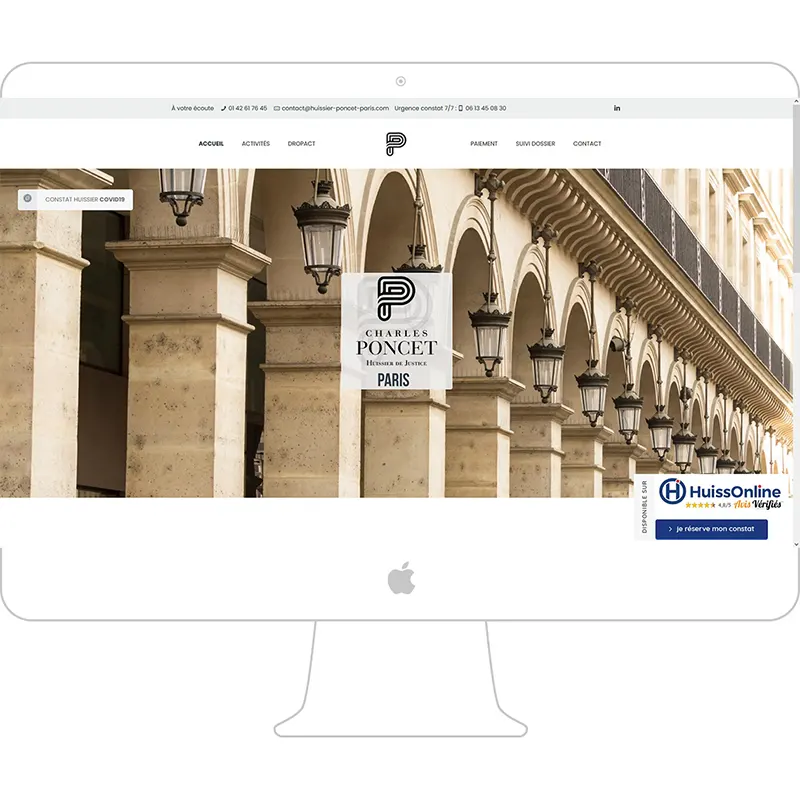 À votre écoute 01 42 61 76 45 contact@huissier-poncet-paris.com Urgence constat 7/7 : 06 13 45 08 30 in
ACCUEIL ACTIVITÉS DROPACT P PAIEMENT SUIVI DOSSIER CONTACT
CONSTAT HUISSIER COVID19
P
CHARLES
PONCET
HUISSIER DE JUSTICE
PARIS
DISPONIBLE SUR
H HuissOnline
4,8/5 Avis Vérifiés
je réserve mon constat